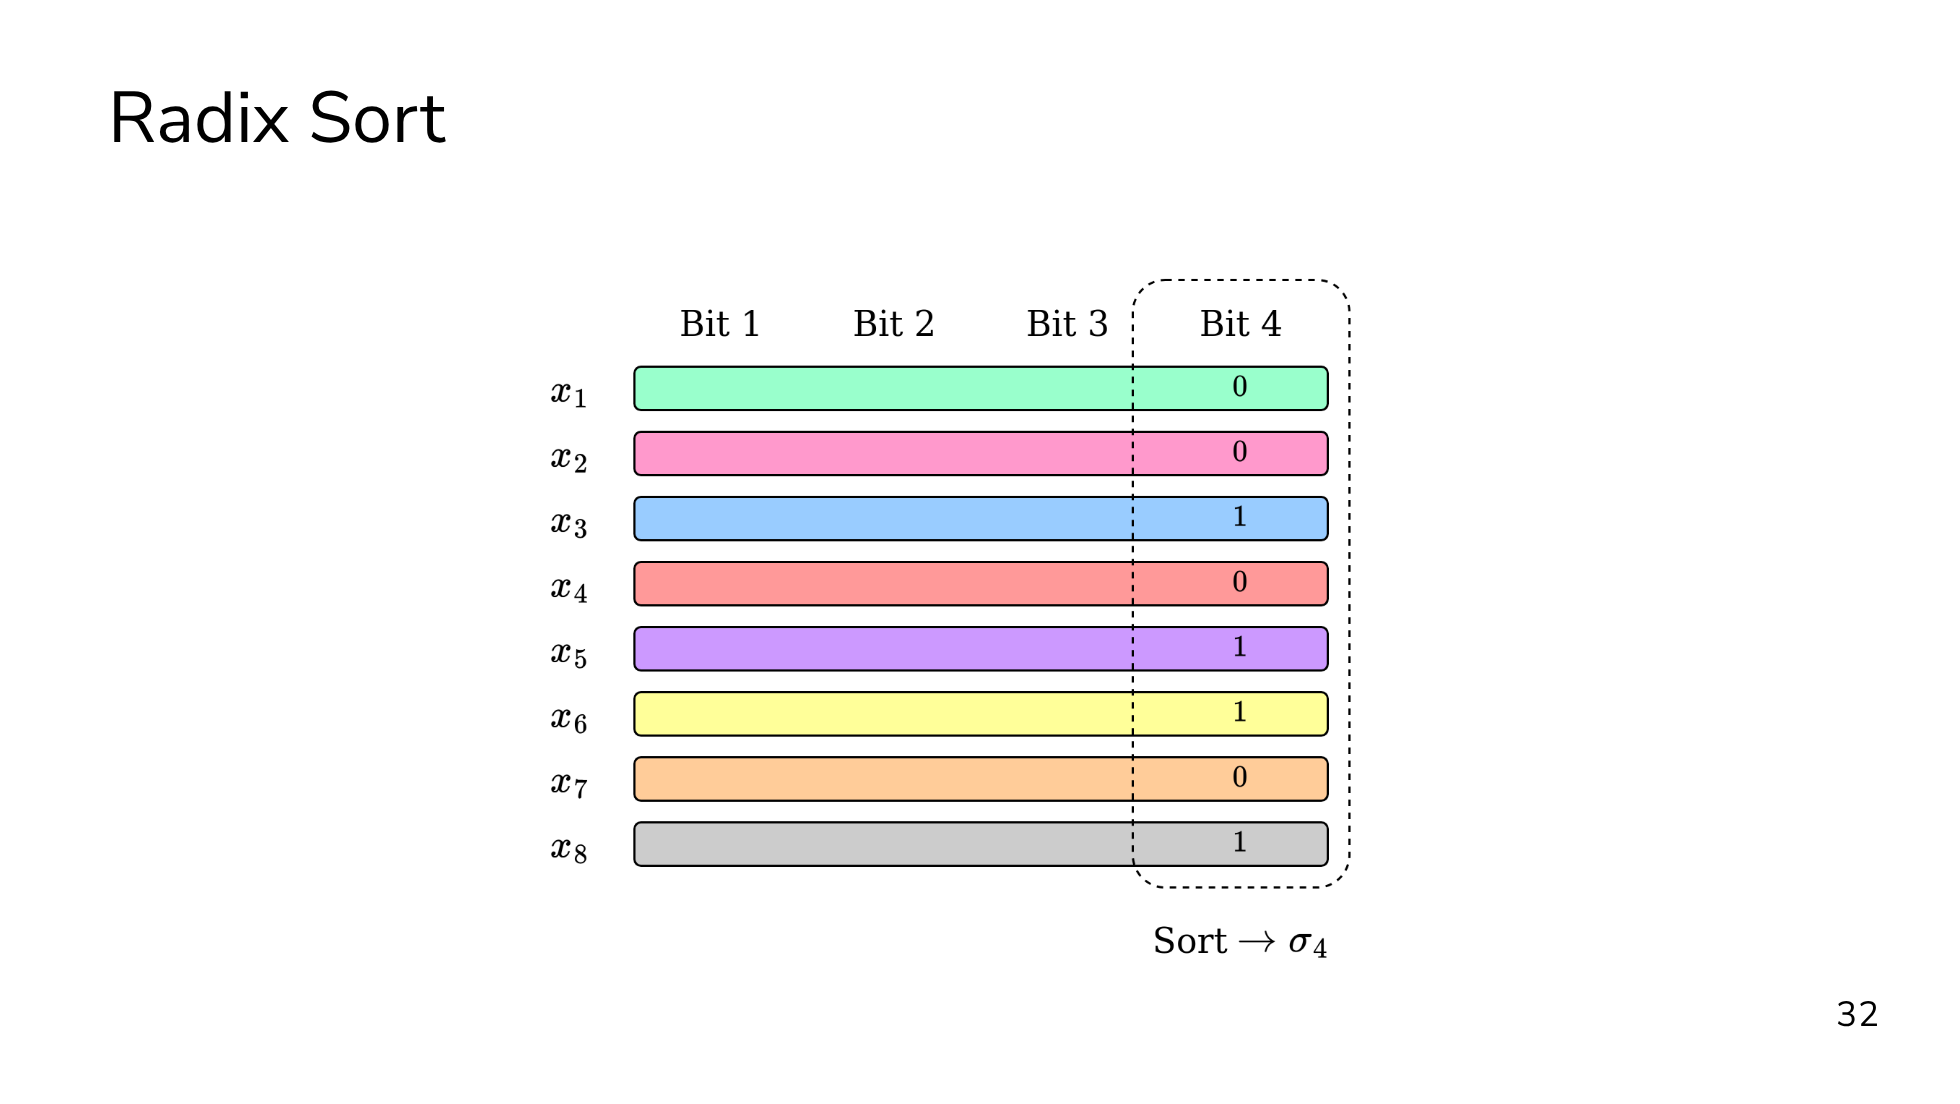 Radix Sort
Bit 1 Bit 2 Bit 3 Bit 4
x₁ 0
x₂ 0
x₃ 1
x₄ 0
x₅ 1
x₆ 1
x₇ 0
x₈ 1
Sort → σ₄
32